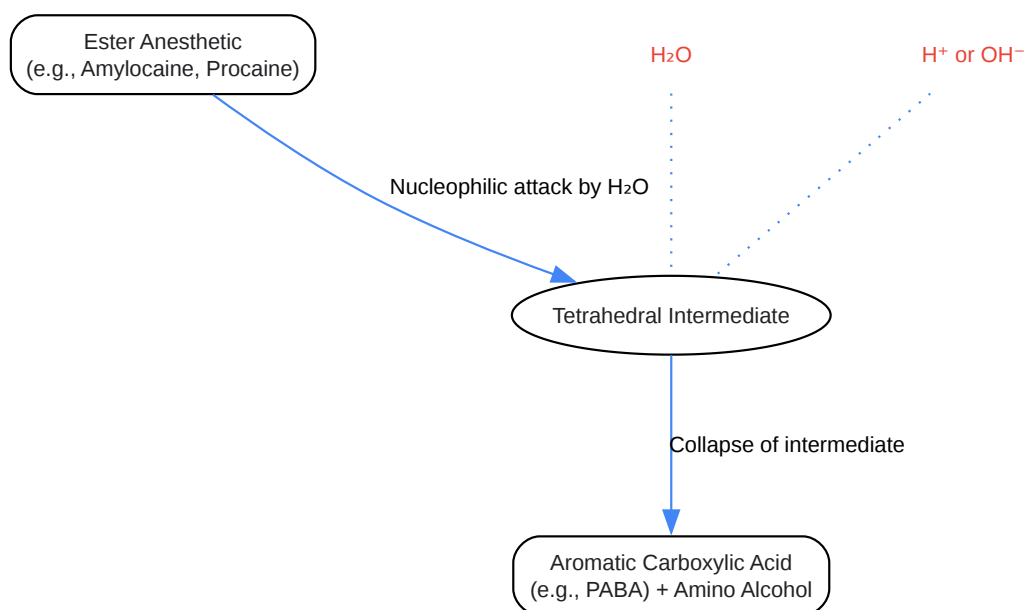 Ester Anesthetic
(e.g., Amylocaine, Procaine)
H₂O
H⁺ or OH⁻
Nucleophilic attack by H₂O
Tetrahedral Intermediate
Collapse of intermediate
Aromatic Carboxylic Acid
(e.g., PABA) + Amino Alcohol